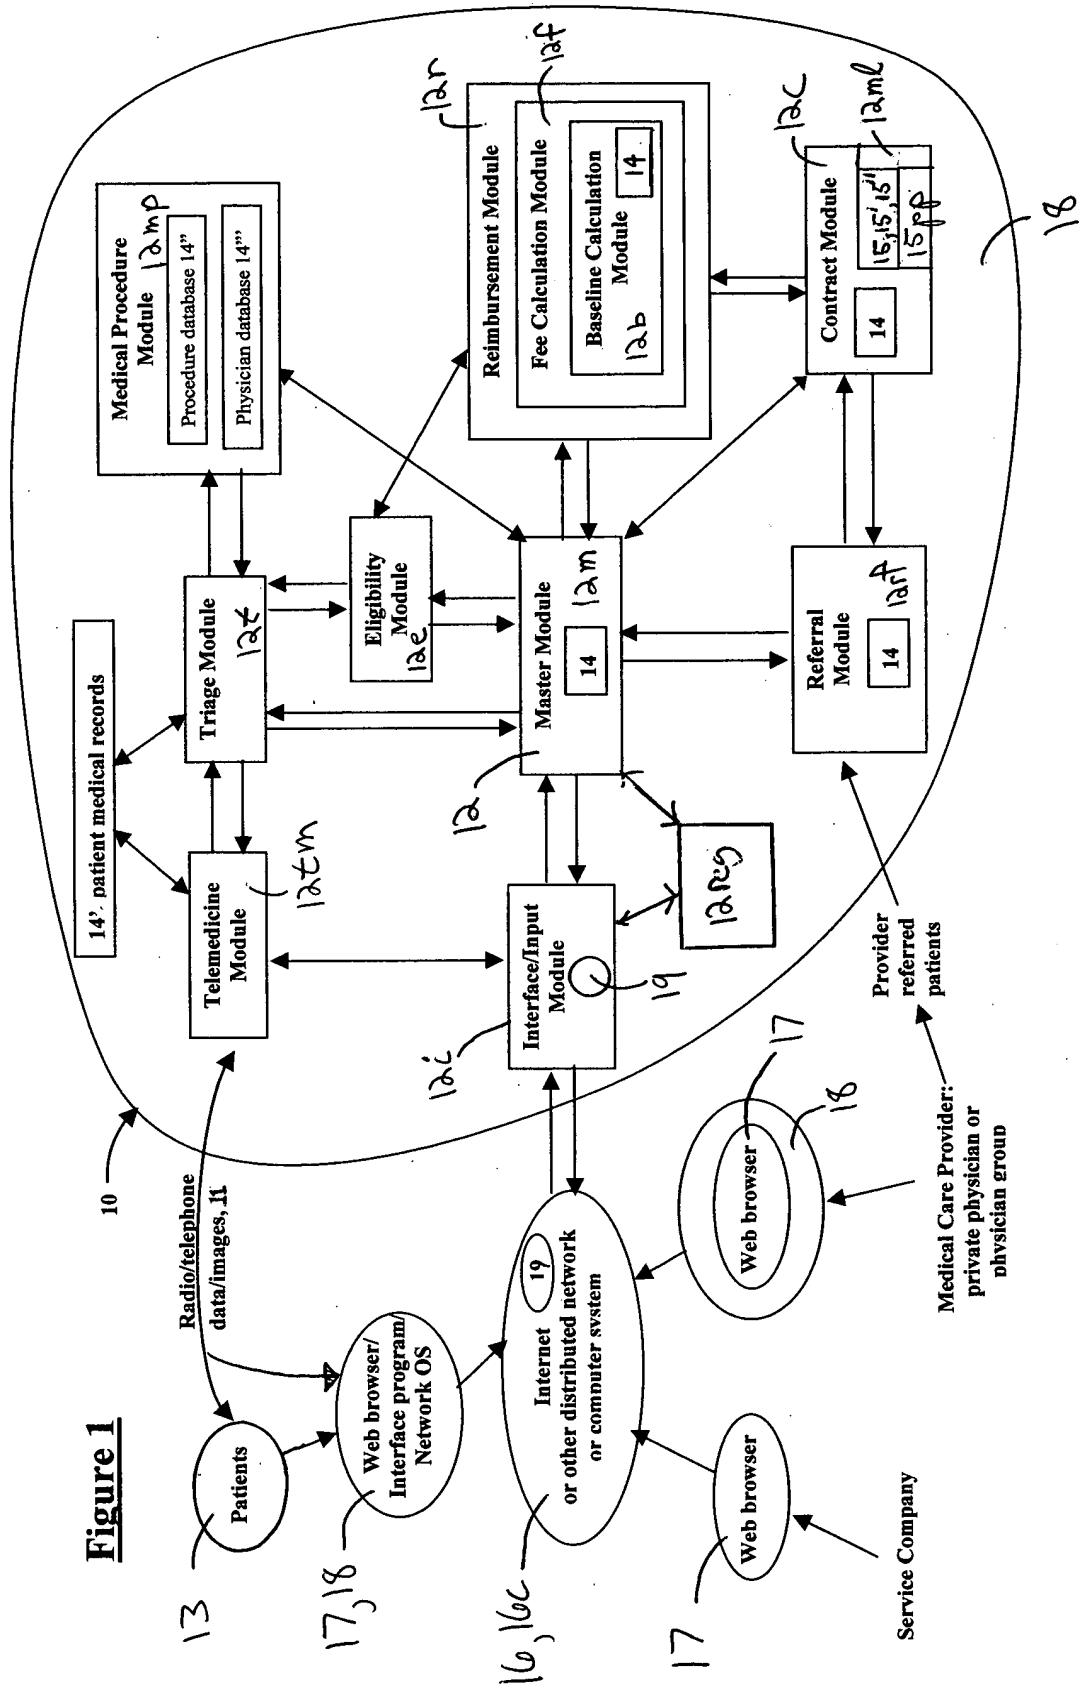 Figure 1
10
13
Patients
Radio/telephone
data/images, 11
17,18
Web browser/
Interface program/
Network OS
16, 16c
19
Internet
or other distributed network
or computer system
17
Web browser
Service Company
Web browser
17
18
Medical Care Provider:
private physician or
physician group
Provider
referred
patients
14'- patient medical records
Telemedicine
Module
12tm
Triage Module
12t
Medical Procedure
Module 12mp
Procedure database 14"
Physician database 14'''
Eligibility
Module
12e
12i
Interface/Input
Module
19
12reg
12
Master Module
14
12m
Reimbursement Module
12r
Fee Calculation Module
12f
Baseline Calculation
Module
14
12b
Referral
Module
12rf
14
Contract Module
12c
14
15,15',15"
15pp
12ml
18